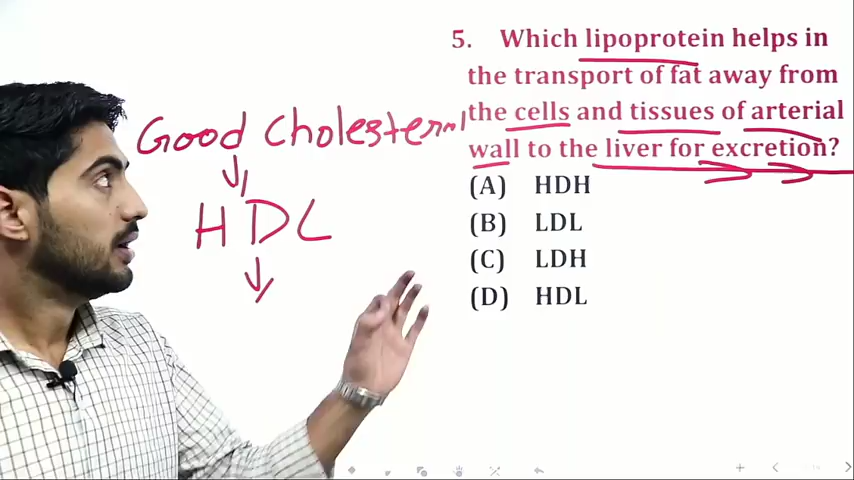 5. Which lipoprotein helps in
the transport of fat away from
the cells and tissues of arterial
wall to the liver for excretion?
(A) HDH
(B) LDL
(C) LDH
(D) HDL
Good Cholesterol
HDL